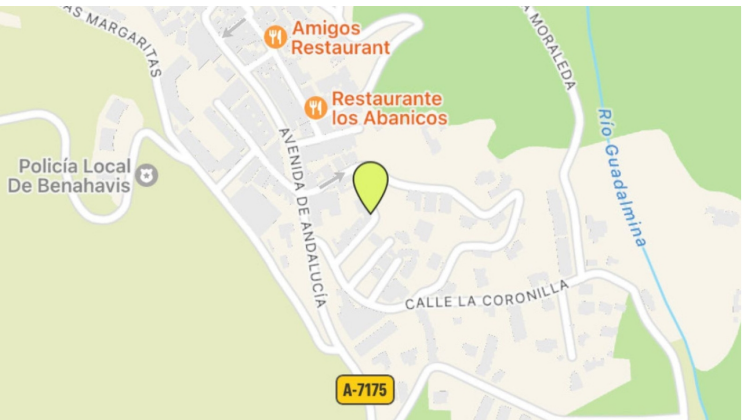 AS MARGARITAS
Amigos
Restaurant
A MORALEDA
Restaurante
los Abanicos
Río Guadalmina
AVENIDA DE ANDALUCÍA
Policía Local
De Benahavis
CALLE LA CORONILLA
A-7175